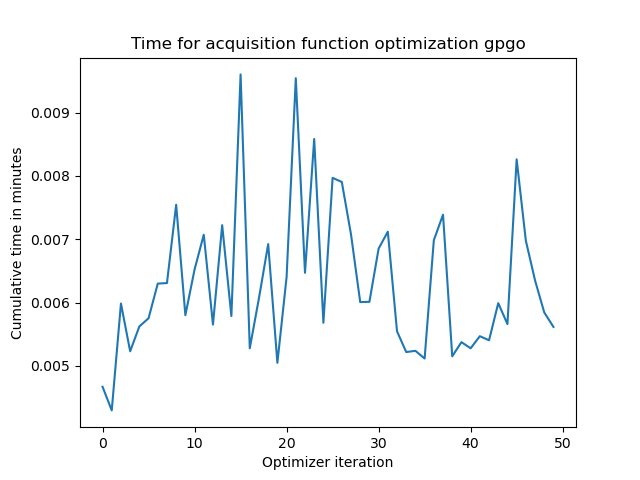 Time for acquisition function optimization gpgo
Cumulative time in minutes
0.009
0.008
0.007
0.006
0.005
0 10 20 30 40 50
Optimizer iteration